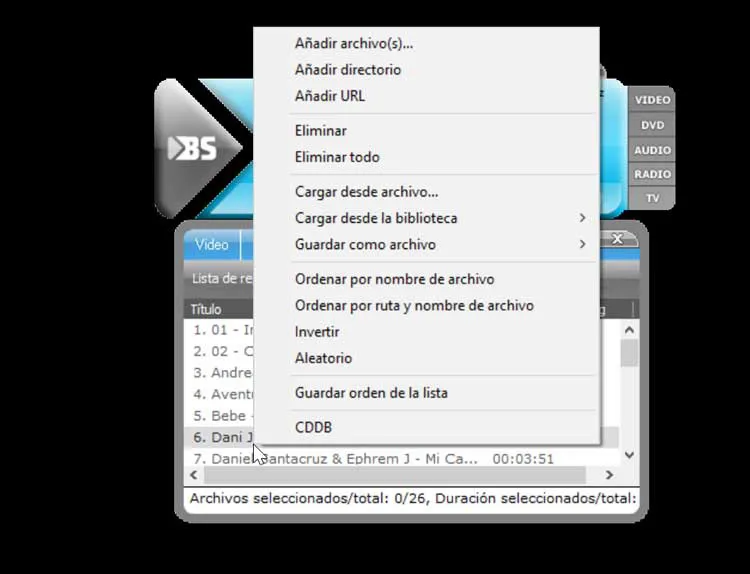 Añadir archivo(s)...
Añadir directorio
Añadir URL
Eliminar
Eliminar todo
Cargar desde archivo...
Cargar desde la biblioteca
Guardar como archivo
Ordenar por nombre de archivo
Ordenar por ruta y nombre de archivo
Invertir
Aleatorio
Guardar orden de la lista
CDDB
BS
VIDEO
DVD
AUDIO
RADIO
TV
Video
X
Lista de re
Título
1. 01 - I
2. 02 - C
3. Andre
4. Avent
5. Bebe -
6. Dani J
7. Daniel Santacruz & Ephrem J - Mi Ca... 00:03:51
Archivos seleccionados/total: 0/26, Duración seleccionados/total: